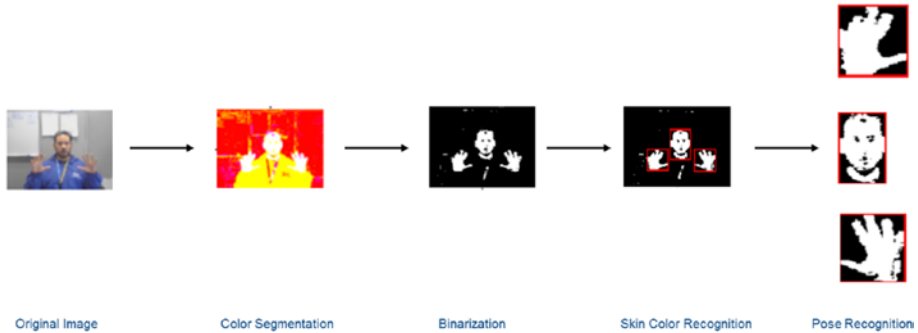 Original Image
Color Segmentation
Binarization
Skin Color Recognition
Pose Recognition